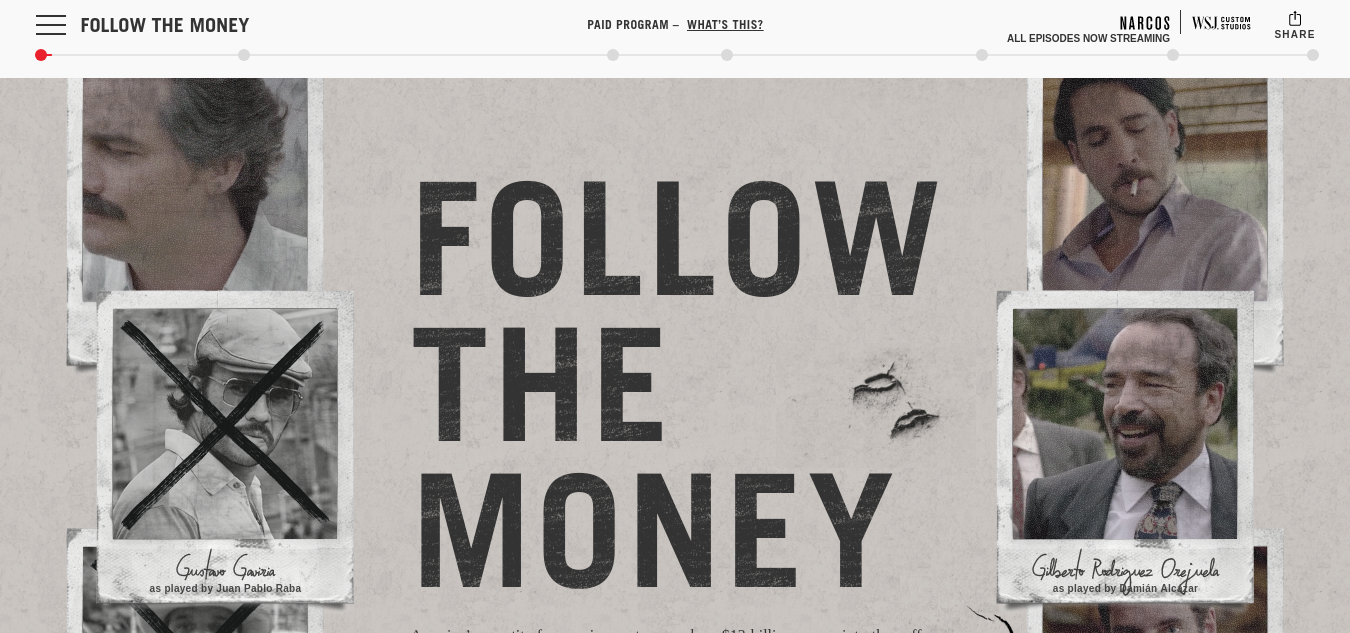 FOLLOW THE MONEY
PAID PROGRAM – WHAT'S THIS?
NARCOS
ALL EPISODES NOW STREAMING
WSJ. CUSTOM STUDIOS
SHARE
FOLLOW
THE
MONEY
Gustavo Gaviria
as played by Juan Pablo Raba
Gilberto Rodriguez Orejuela
as played by Damián Alcázar